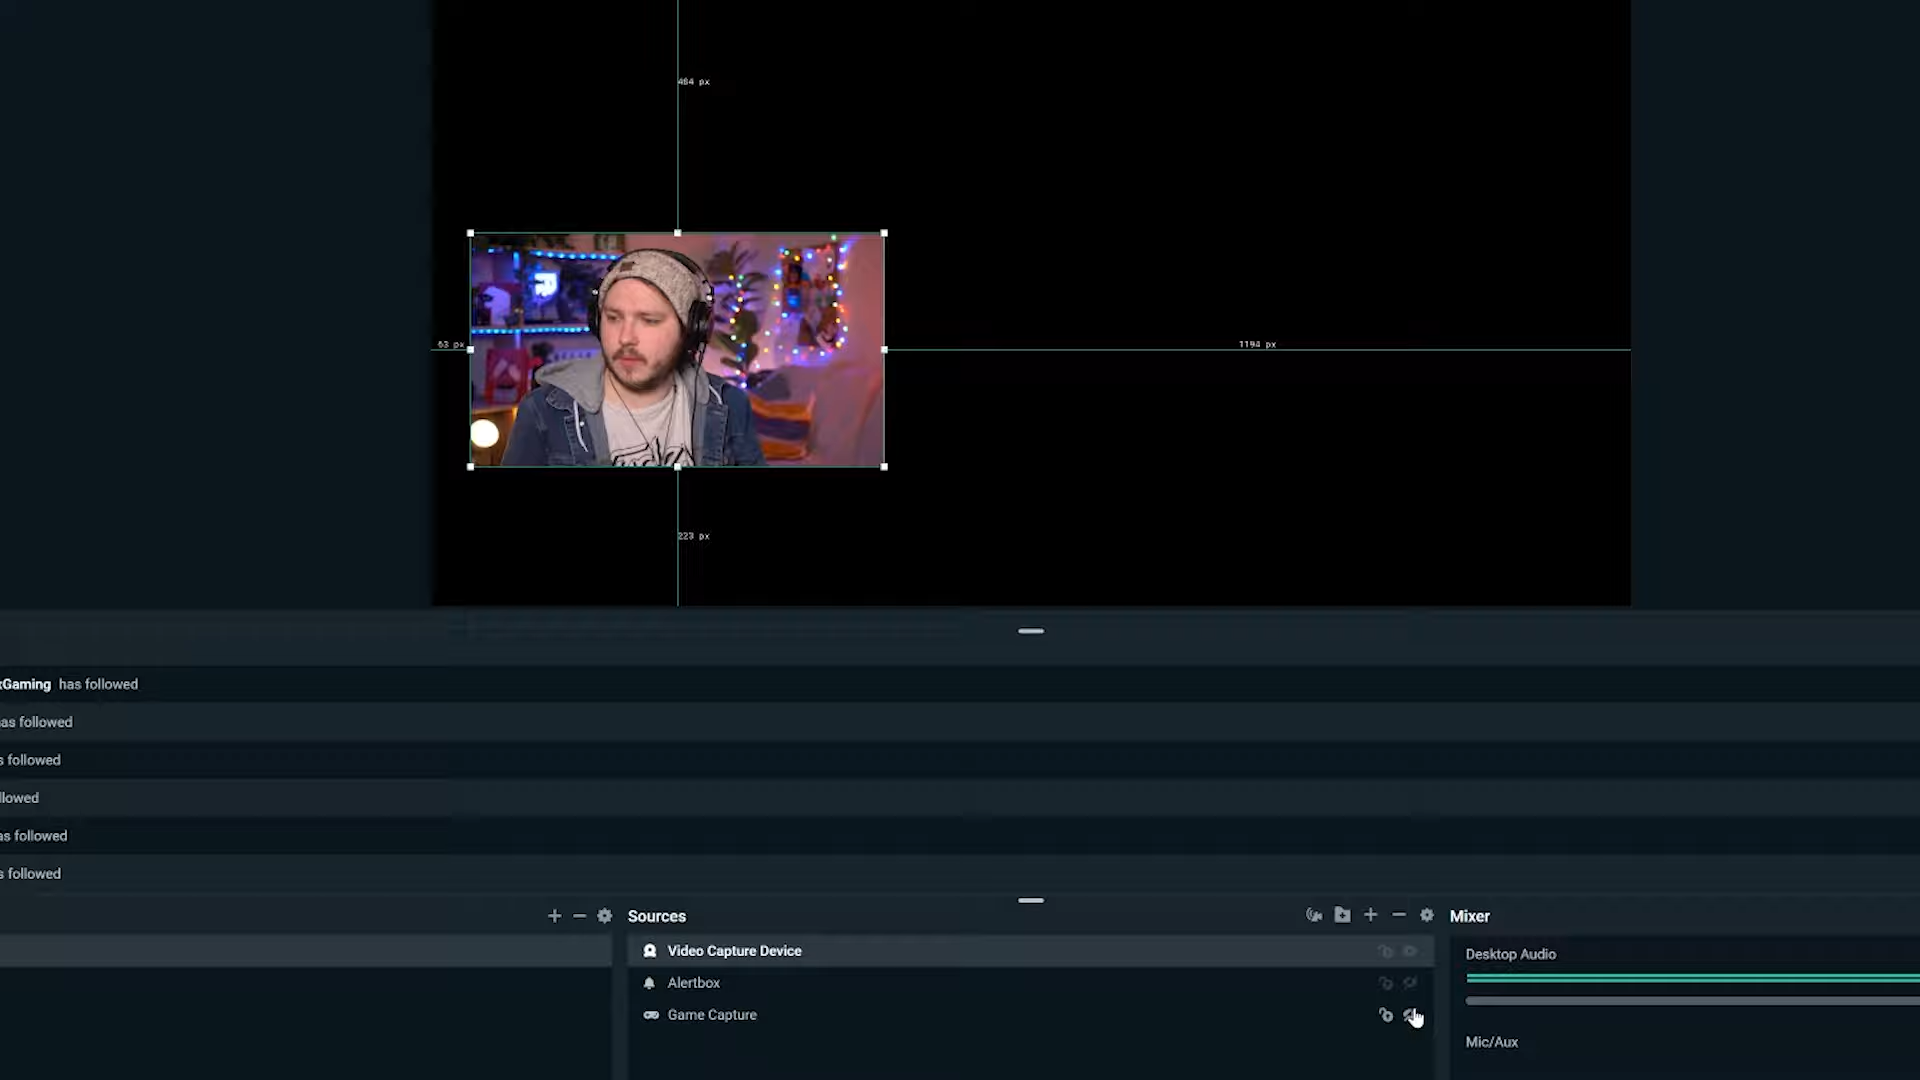 464 px
63 px
1194 px
223 px
xGaming has followed
as followed
s followed
llowed
as followed
s followed
Sources
Mixer
Video Capture Device
Desktop Audio
Alertbox
Game Capture
Mic/Aux